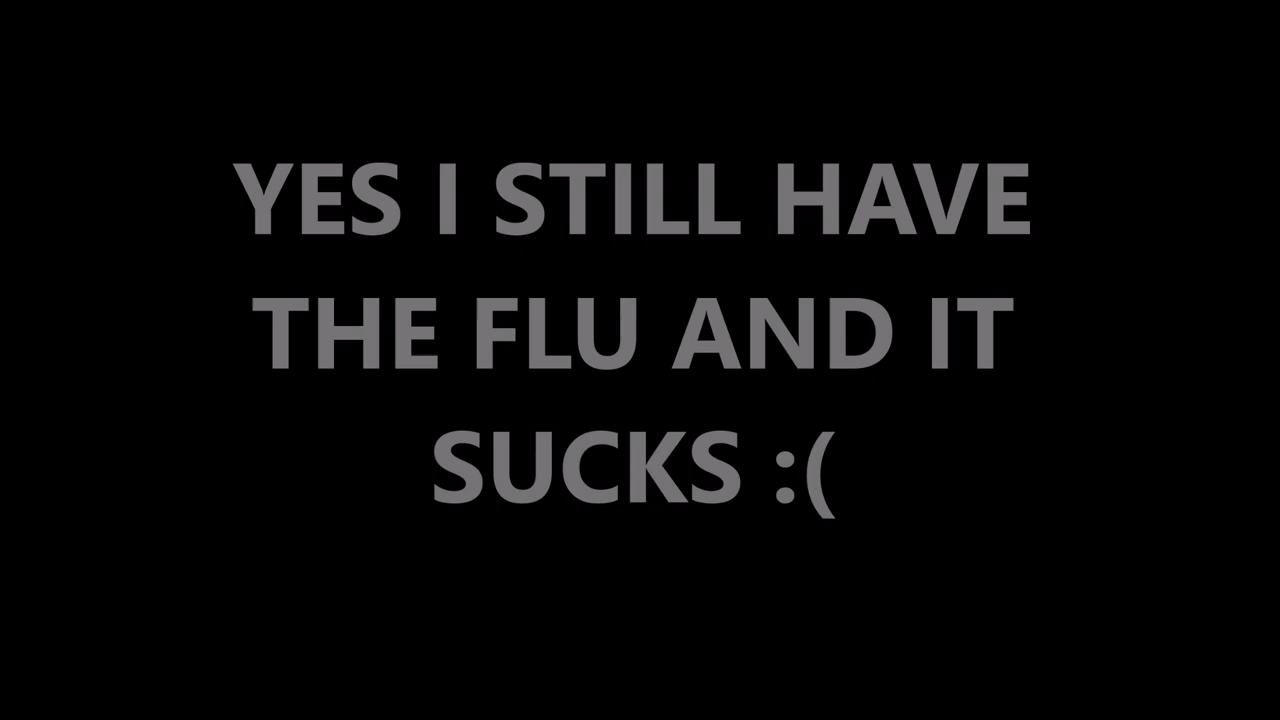 YES I STILL HAVE
THE FLU AND IT
SUCKS :(